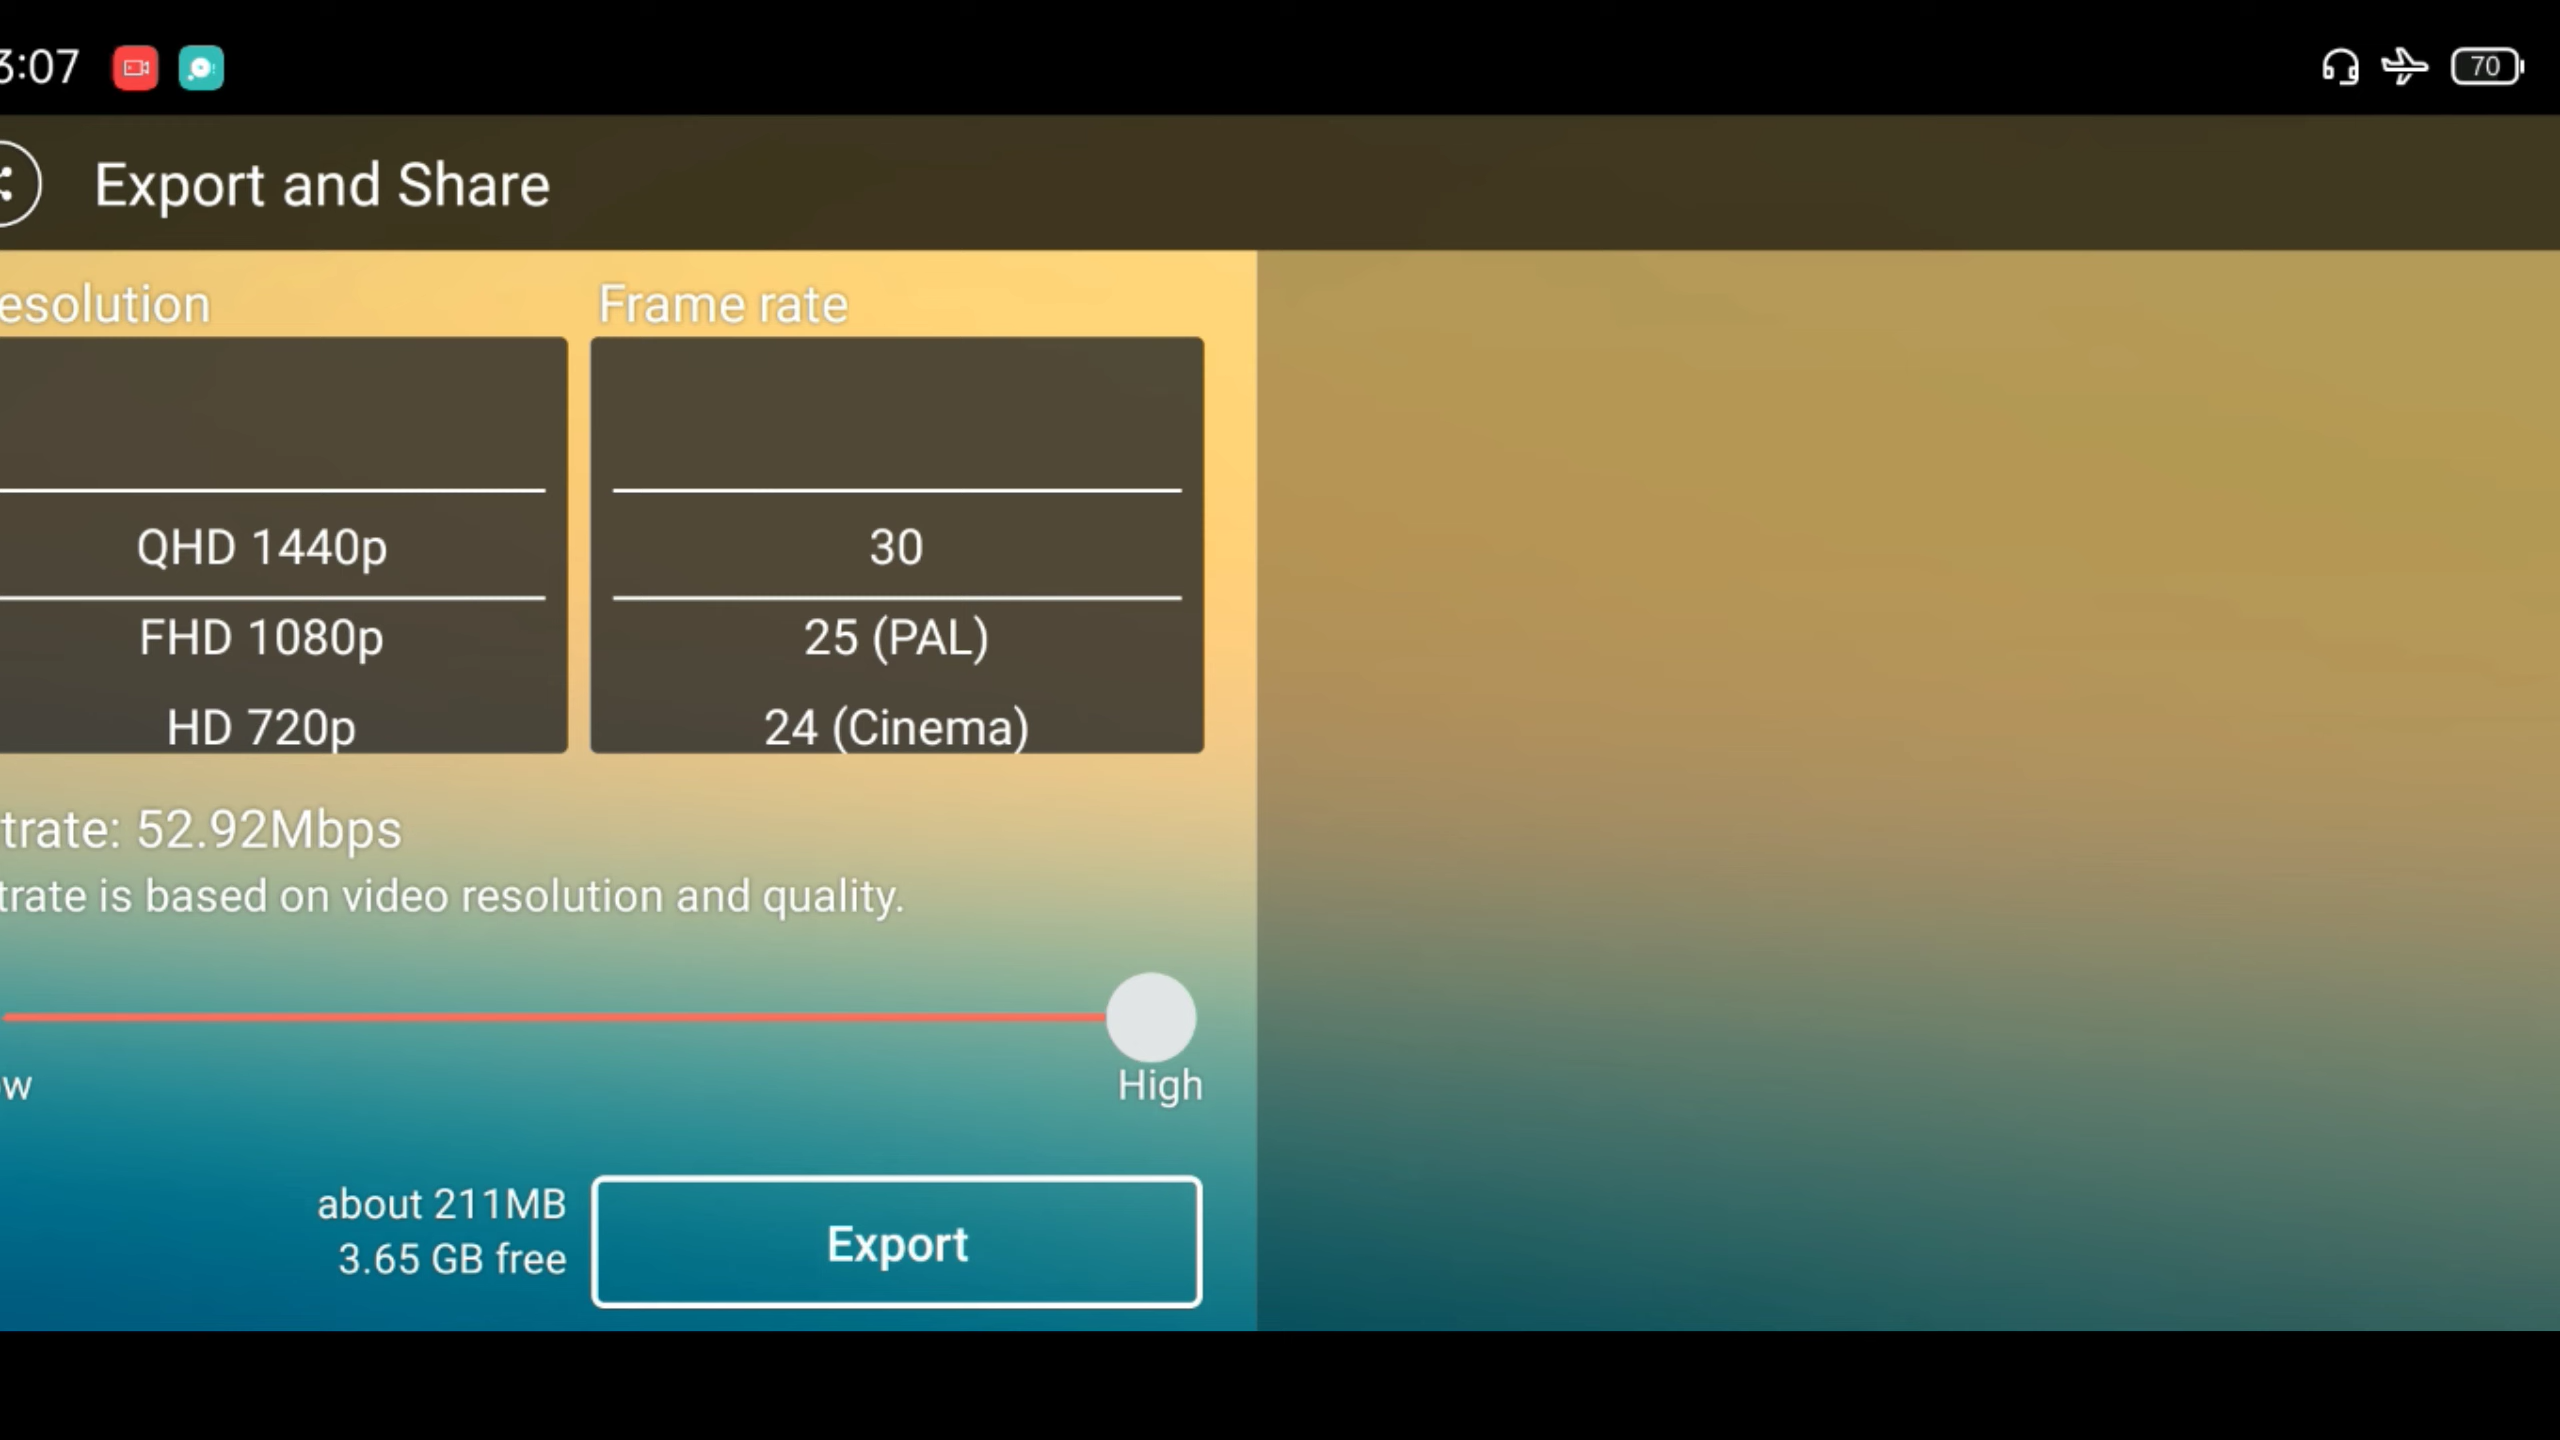 3:07
70
Export and Share
esolution
Frame rate
QHD 1440p
30
FHD 1080p
25 (PAL)
HD 720p
24 (Cinema)
trate: 52.92Mbps
trate is based on video resolution and quality.
ow
High
about 211MB
3.65 GB free
Export